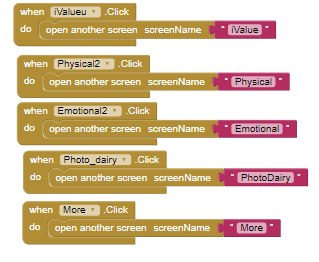 when iValueu .Click
do open another screen screenName " iValue "
when Physical2 .Click
do open another screen screenName " Physical "
when Emotional2 .Click
do open another screen screenName " Emotional "
when Photo_dairy .Click
do open another screen screenName " PhotoDairy "
when More .Click
do open another screen screenName " More "